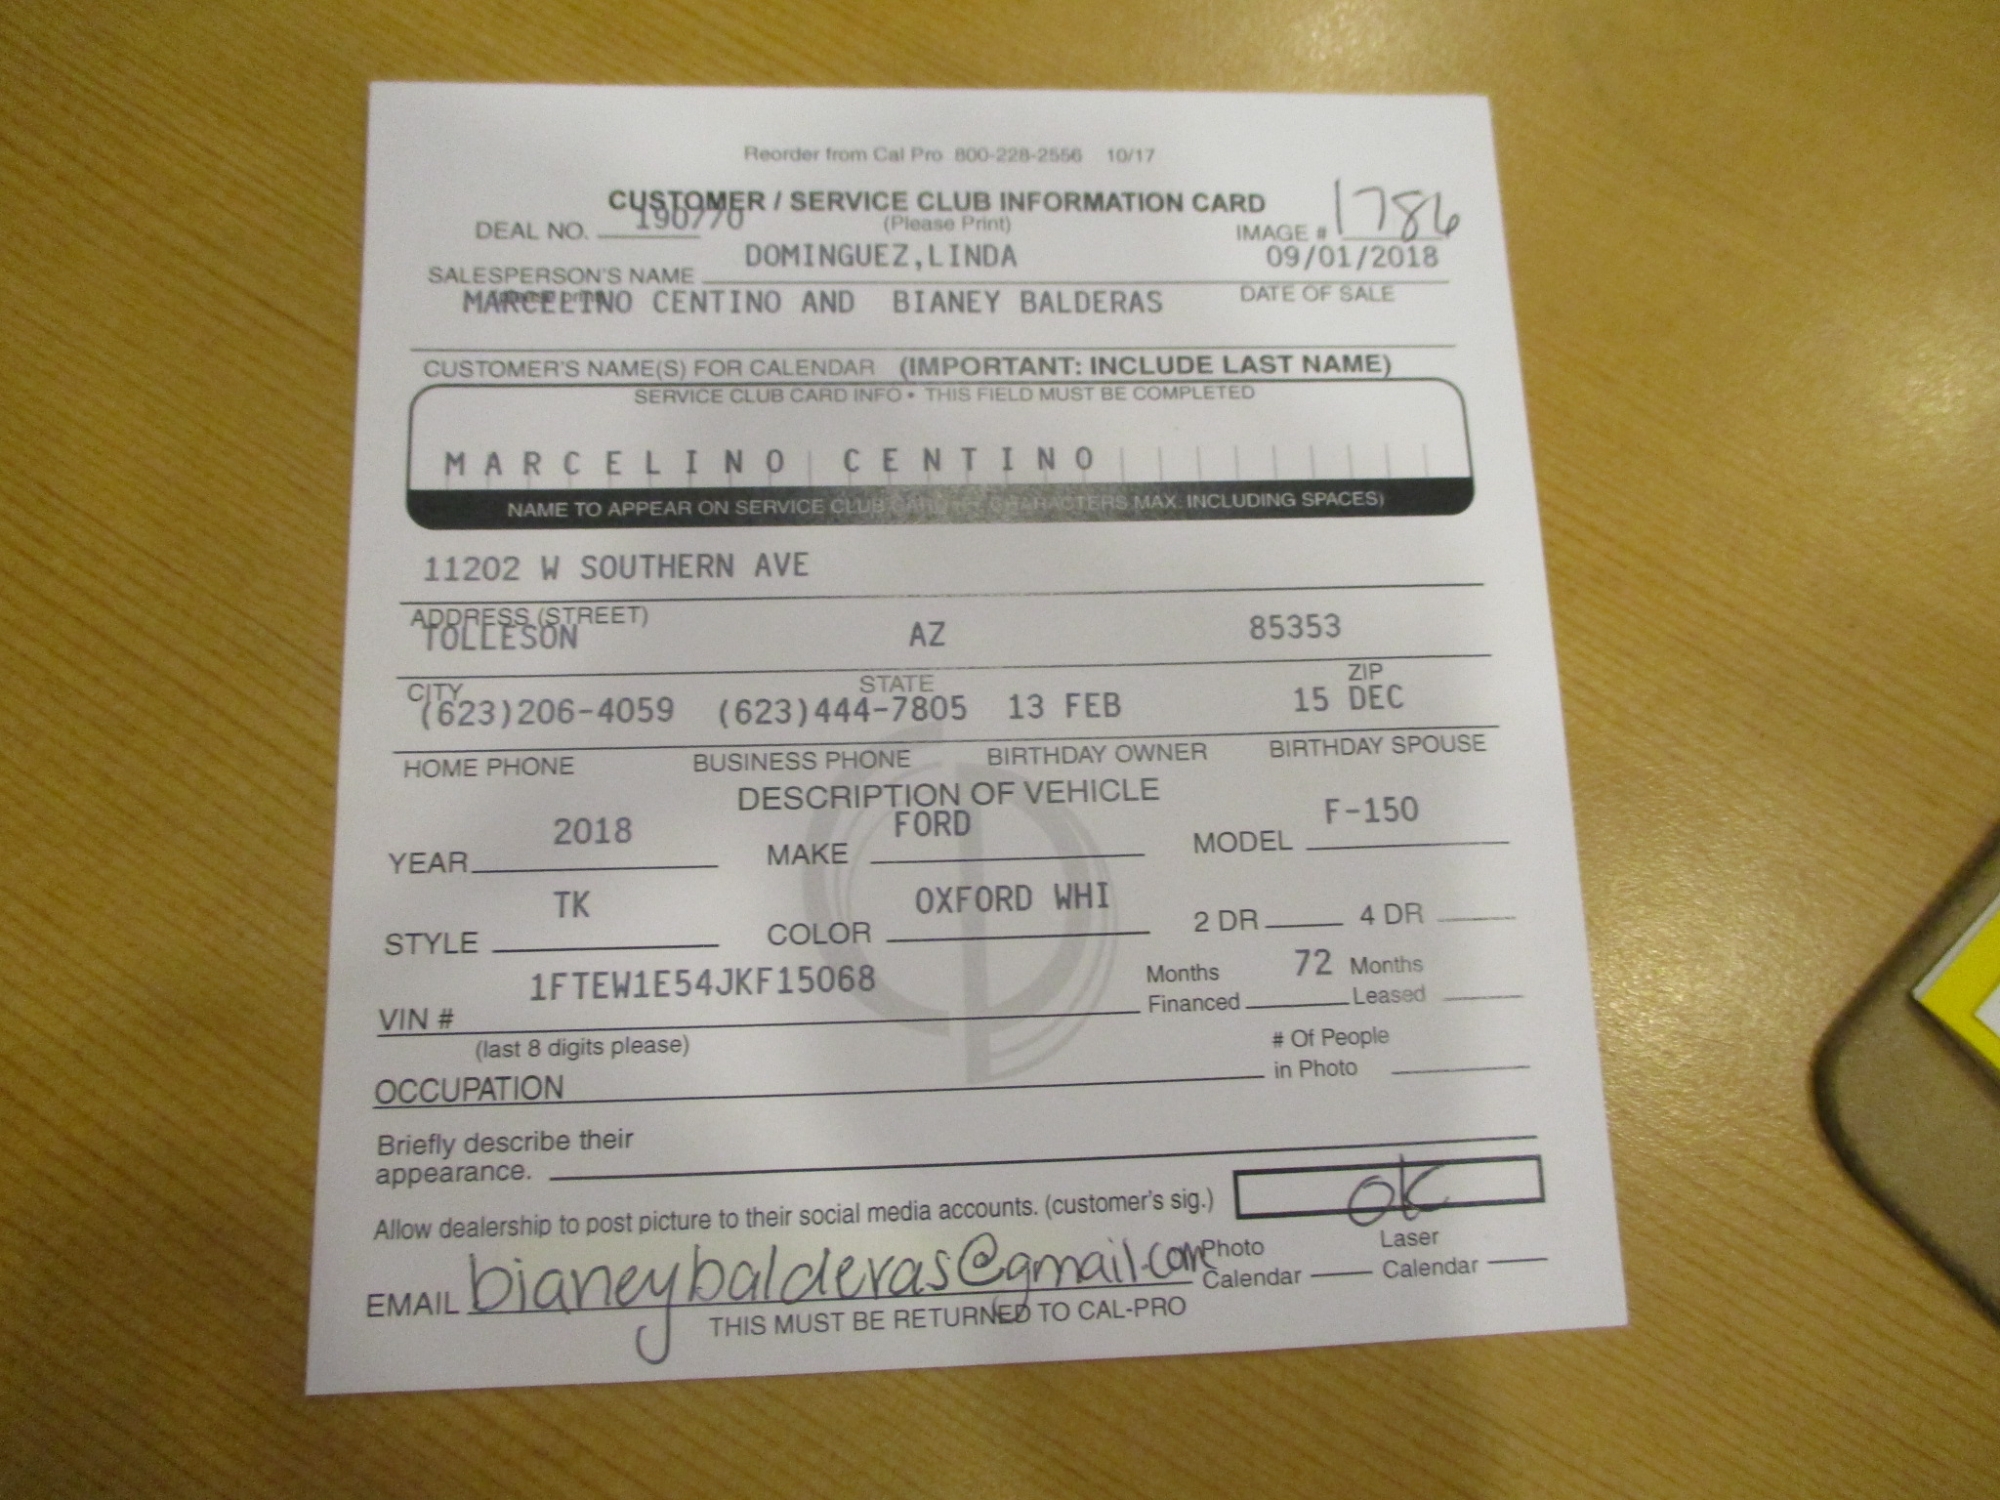 Reorder from Cal Pro 800-228-2556 10/17
CUSTOMER / SERVICE CLUB INFORMATION CARD
(Please Print)
DEAL NO. 190770
IMAGE # 1786
SALESPERSON'S NAME DOMINGUEZ,LINDA
09/01/2018
DATE OF SALE
MARCELINO CENTINO AND BIANEY BALDERAS
CUSTOMER'S NAME(S) FOR CALENDAR (IMPORTANT: INCLUDE LAST NAME)
SERVICE CLUB CARD INFO • THIS FIELD MUST BE COMPLETED
MARCELINO CENTINO
NAME TO APPEAR ON SERVICE CLUB CHARACTERS MAX. INCLUDING SPACES)
11202 W SOUTHERN AVE
ADDRESS (STREET)
TOLLESON AZ 85353
CITY STATE ZIP
(623)206-4059 (623)444-7805 13 FEB 15 DEC
HOME PHONE BUSINESS PHONE BIRTHDAY OWNER BIRTHDAY SPOUSE
DESCRIPTION OF VEHICLE
YEAR 2018 MAKE FORD MODEL F-150
STYLE TK COLOR OXFORD WHI 2 DR 4 DR
VIN # 1FTEW1E54JKF15068
(last 8 digits please)
Months Financed 72 Months Leased
OCCUPATION
# Of People
in Photo
Briefly describe their
appearance.
Allow dealership to post picture to their social media accounts. (customer's sig.) OK
EMAIL bianeybalderas@gmail.com
Photo Calendar
Laser Calendar
THIS MUST BE RETURNED TO CAL-PRO